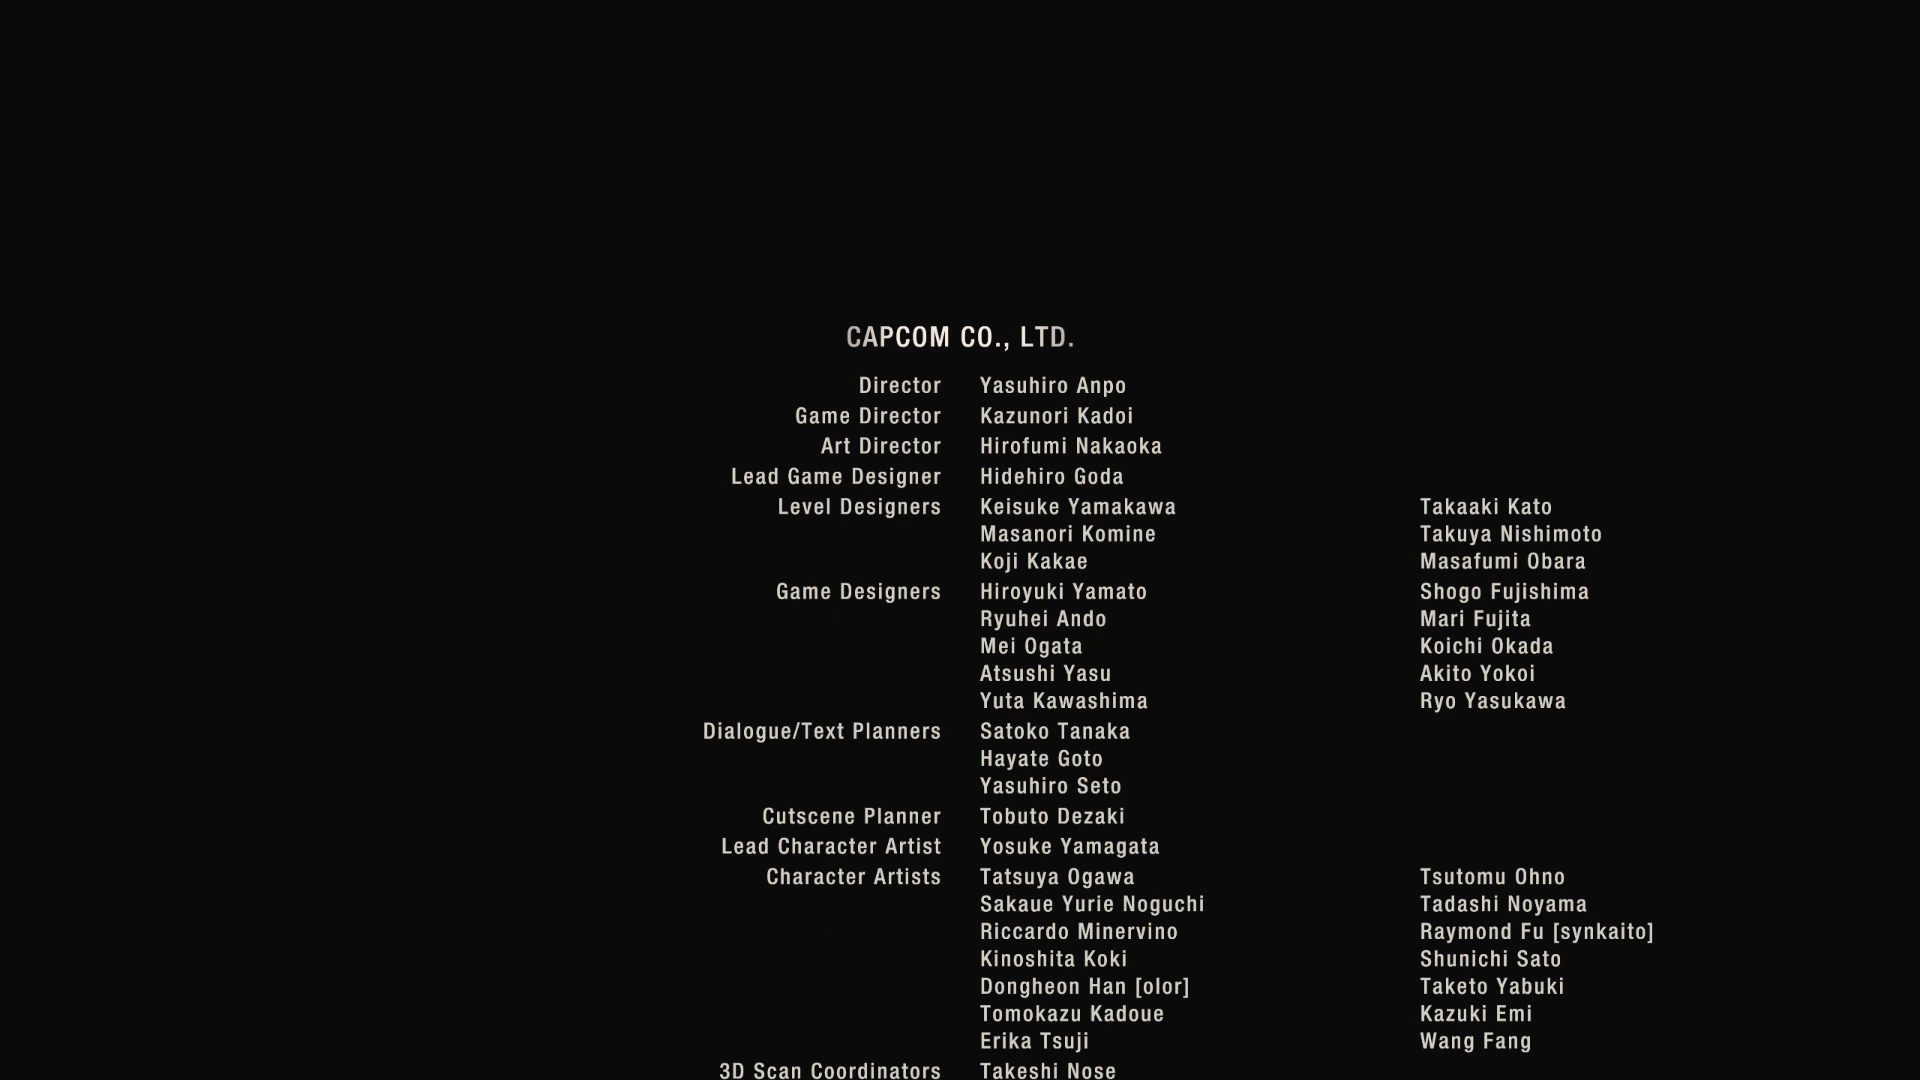 CAPCOM CO., LTD.
Director Yasuhiro Anpo
Game Director Kazunori Kadoi
Art Director Hirofumi Nakaoka
Lead Game Designer Hidehiro Goda
Level Designers Keisuke Yamakawa Takaaki Kato
Masanori Komine Takuya Nishimoto
Koji Kakae Masafumi Obara
Game Designers Hiroyuki Yamato Shogo Fujishima
Ryuhei Ando Mari Fujita
Mei Ogata Koichi Okada
Atsushi Yasu Akito Yokoi
Yuta Kawashima Ryo Yasukawa
Dialogue/Text Planners Satoko Tanaka
Hayate Goto
Yasuhiro Seto
Cutscene Planner Tobuto Dezaki
Lead Character Artist Yosuke Yamagata
Character Artists Tatsuya Ogawa Tsutomu Ohno
Sakaue Yurie Noguchi Tadashi Noyama
Riccardo Minervino Raymond Fu [synkaito]
Kinoshita Koki Shunichi Sato
Dongheon Han [olor] Taketo Yabuki
Tomokazu Kadoue Kazuki Emi
Erika Tsuji Wang Fang
3D Scan Coordinators Takeshi Nose